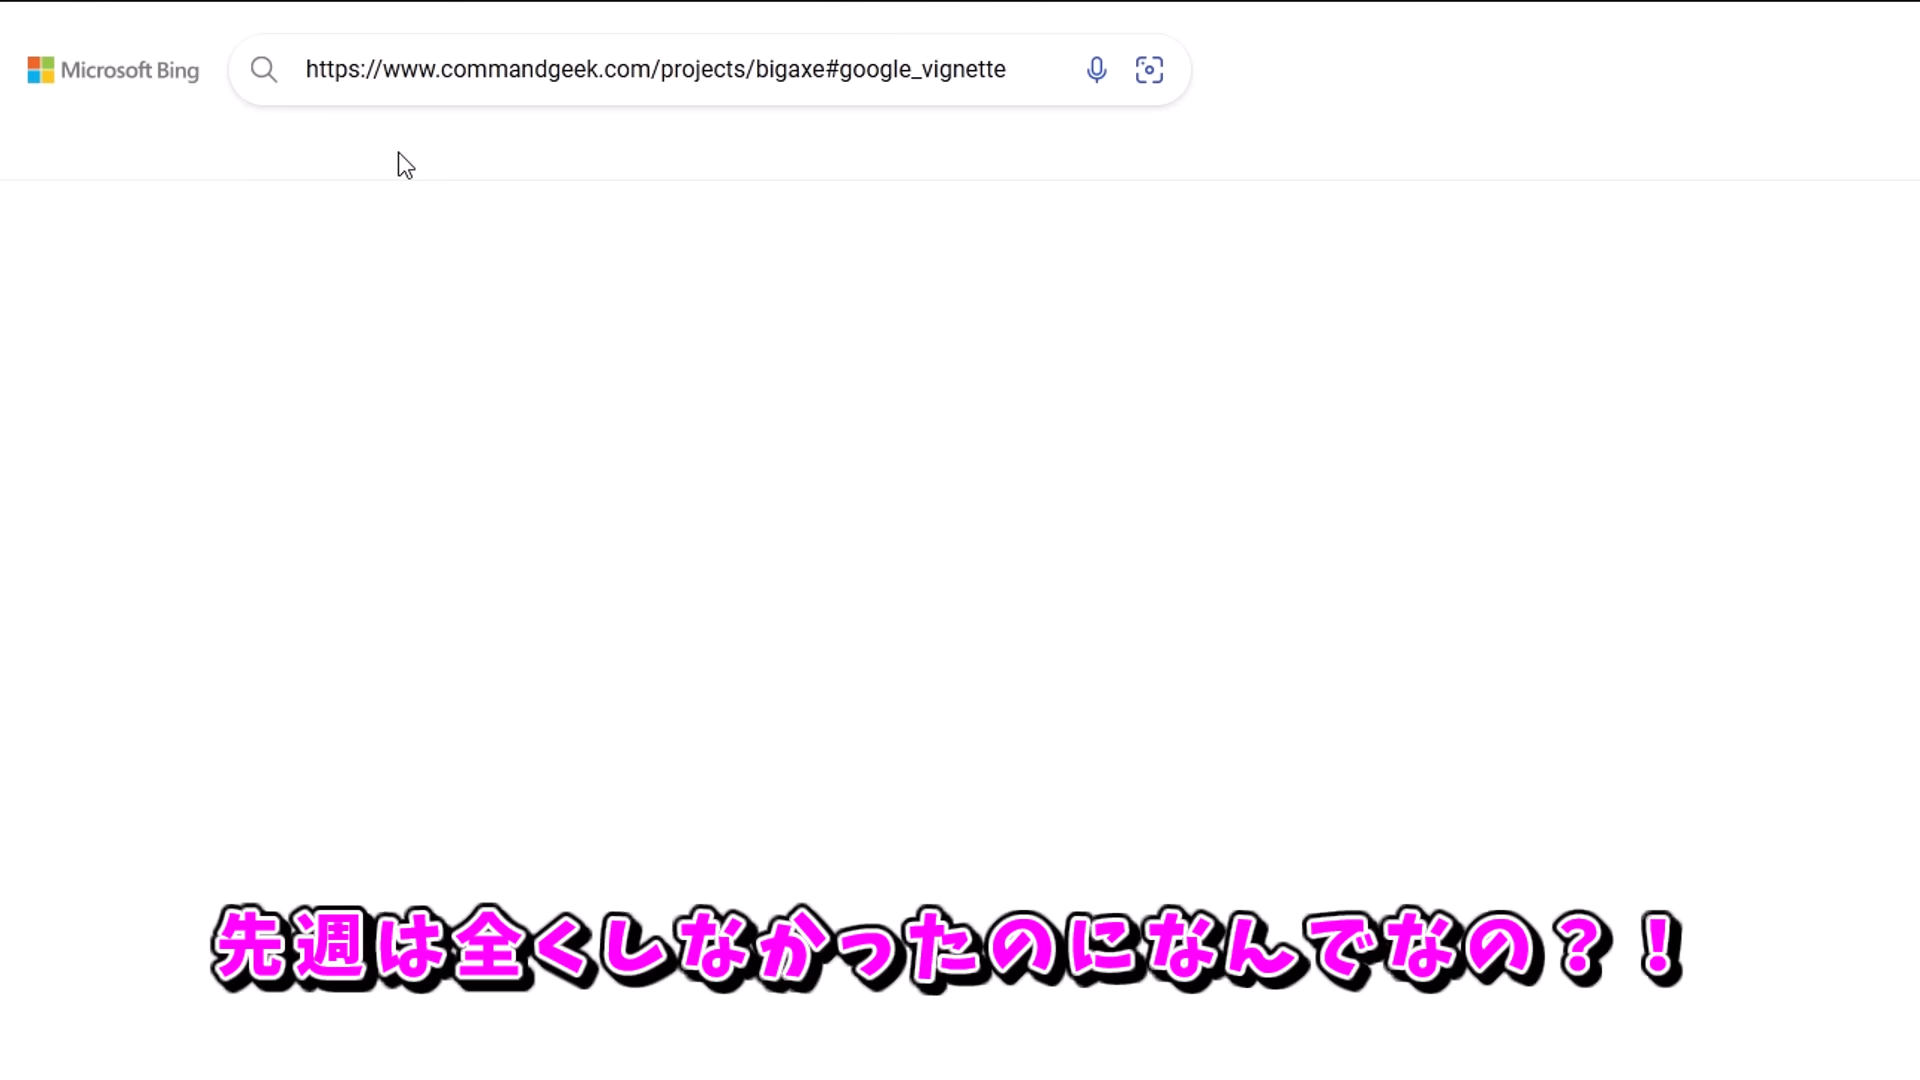 Microsoft Bing
https://www.commandgeek.com/projects/bigaxe#google_vignette
先週は全くしなかったのになんでなの？！